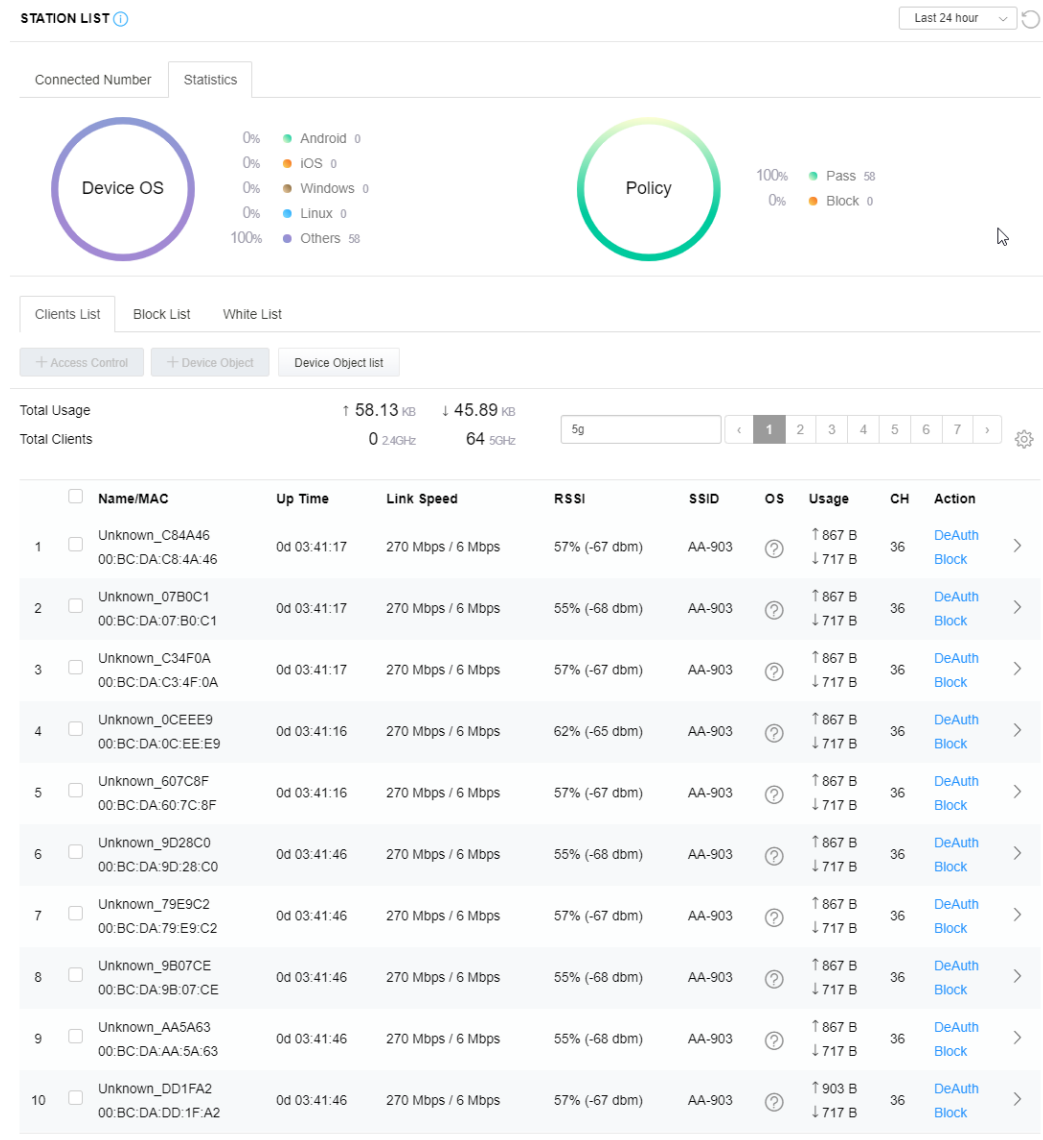 STATION LIST
Last 24 hour
Connected Number Statistics
Device OS
0% Android 0
0% iOS 0
0% Windows 0
0% Linux 0
100% Others 58
Policy
100% Pass 58
0% Block 0
Clients List Block List White List
+ Access Control + Device Object Device Object list
Total Usage ↑ 58.13 KB ↓ 45.89 KB
Total Clients 0 2.4GHz 64 5GHz
5g ‹ 1 2 3 4 5 6 7 ›
Name/MAC Up Time Link Speed RSSI SSID OS Usage CH Action
1 Unknown_C84A46 00:BC:DA:C8:4A:46 0d 03:41:17 270 Mbps / 6 Mbps 57% (-67 dbm) AA-903 ? ↑ 867 B ↓ 717 B 36 DeAuth Block
2 Unknown_07B0C1 00:BC:DA:07:B0:C1 0d 03:41:17 270 Mbps / 6 Mbps 55% (-68 dbm) AA-903 ? ↑ 867 B ↓ 717 B 36 DeAuth Block
3 Unknown_C34F0A 00:BC:DA:C3:4F:0A 0d 03:41:17 270 Mbps / 6 Mbps 57% (-67 dbm) AA-903 ? ↑ 867 B ↓ 717 B 36 DeAuth Block
4 Unknown_0CEEE9 00:BC:DA:0C:EE:E9 0d 03:41:16 270 Mbps / 6 Mbps 62% (-65 dbm) AA-903 ? ↑ 867 B ↓ 717 B 36 DeAuth Block
5 Unknown_607C8F 00:BC:DA:60:7C:8F 0d 03:41:16 270 Mbps / 6 Mbps 57% (-67 dbm) AA-903 ? ↑ 867 B ↓ 717 B 36 DeAuth Block
6 Unknown_9D28C0 00:BC:DA:9D:28:C0 0d 03:41:46 270 Mbps / 6 Mbps 55% (-68 dbm) AA-903 ? ↑ 867 B ↓ 717 B 36 DeAuth Block
7 Unknown_79E9C2 00:BC:DA:79:E9:C2 0d 03:41:46 270 Mbps / 6 Mbps 57% (-67 dbm) AA-903 ? ↑ 867 B ↓ 717 B 36 DeAuth Block
8 Unknown_9B07CE 00:BC:DA:9B:07:CE 0d 03:41:46 270 Mbps / 6 Mbps 55% (-68 dbm) AA-903 ? ↑ 867 B ↓ 717 B 36 DeAuth Block
9 Unknown_AA5A63 00:BC:DA:AA:5A:63 0d 03:41:46 270 Mbps / 6 Mbps 55% (-68 dbm) AA-903 ? ↑ 867 B ↓ 717 B 36 DeAuth Block
10 Unknown_DD1FA2 00:BC:DA:DD:1F:A2 0d 03:41:46 270 Mbps / 6 Mbps 57% (-67 dbm) AA-903 ? ↑ 903 B ↓ 717 B 36 DeAuth Block